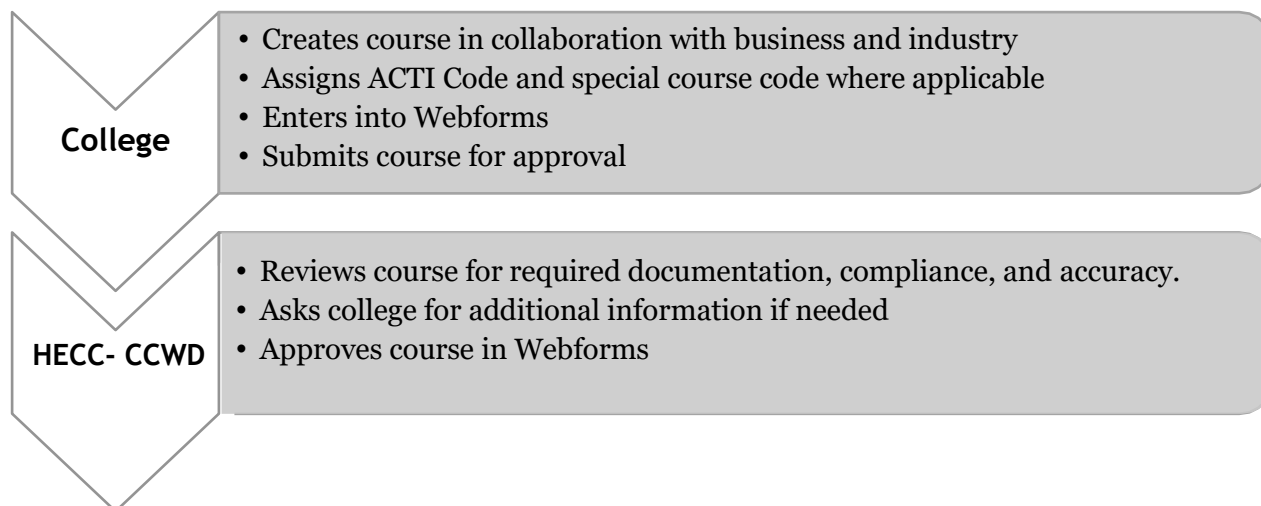 College
• Creates course in collaboration with business and industry
• Assigns ACTI Code and special course code where applicable
• Enters into Webforms
• Submits course for approval
HECC- CCWD
• Reviews course for required documentation, compliance, and accuracy.
• Asks college for additional information if needed
• Approves course in Webforms